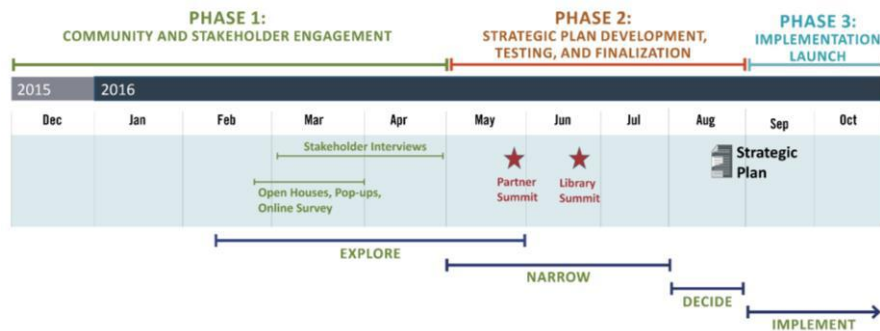 PHASE 1:
COMMUNITY AND STAKEHOLDER ENGAGEMENT
PHASE 2:
STRATEGIC PLAN DEVELOPMENT,
TESTING, AND FINALIZATION
PHASE 3:
IMPLEMENTATION
LAUNCH
2015
2016
Dec
Jan
Feb
Mar
Apr
May
Jun
Jul
Aug
Sep
Oct
Stakeholder Interviews
Open Houses, Pop-ups,
Online Survey
Partner
Summit
Library
Summit
Strategic
Plan
EXPLORE
NARROW
DECIDE
IMPLEMENT